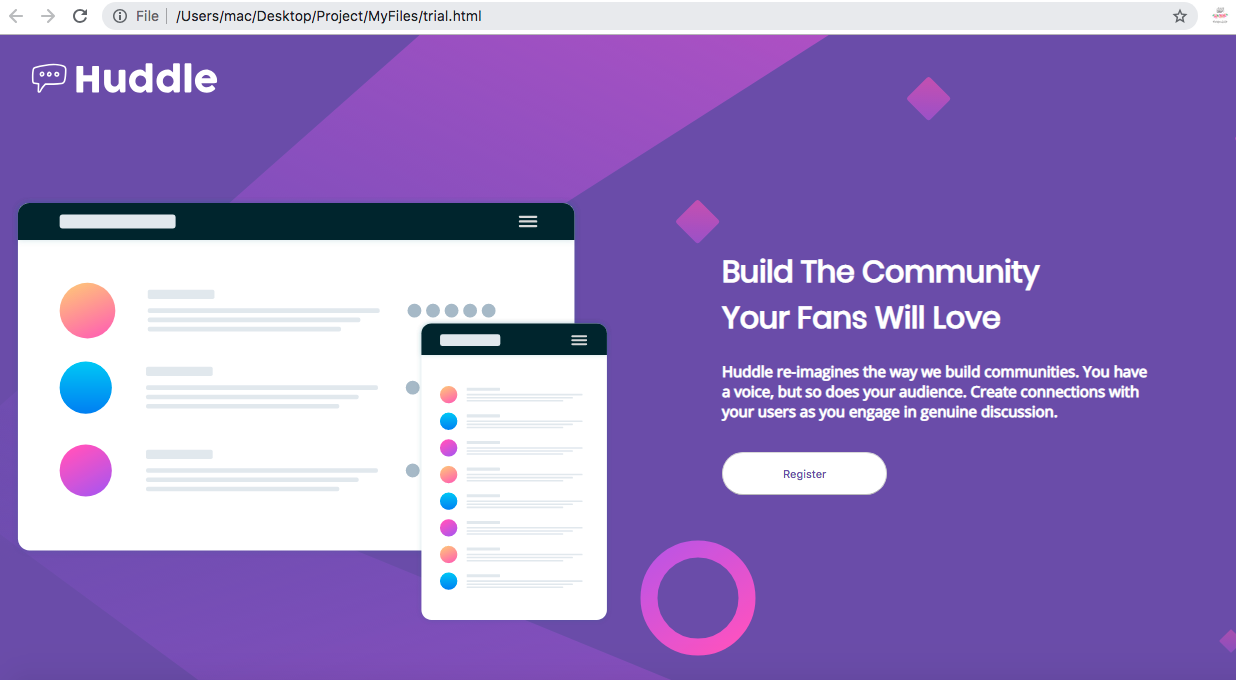 File | /Users/mac/Desktop/Project/MyFiles/trial.html
Huddle
Build The Community
Your Fans Will Love
Huddle re-imagines the way we build communities. You have
a voice, but so does your audience. Create connections with
your users as you engage in genuine discussion.
Register